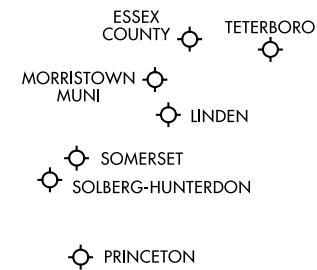 ESSEX
COUNTY
TETERBORO
MORRISTOWN
MUNI
LINDEN
SOMERSET
SOLBERG-HUNTERDON
PRINCETON